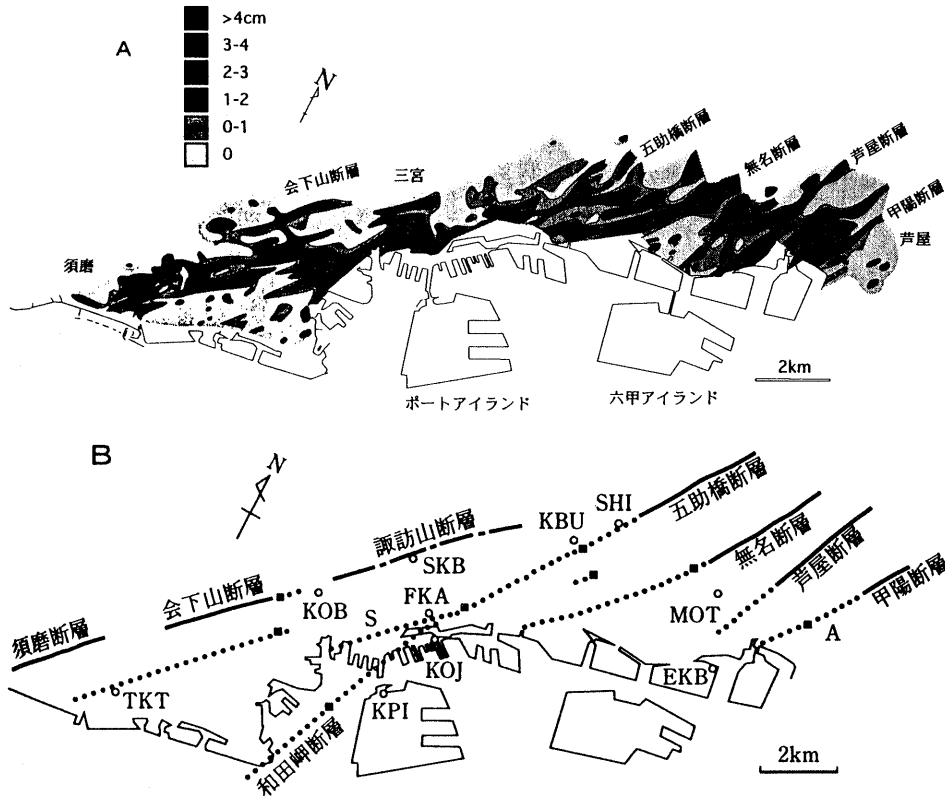 A
>4cm
3-4
2-3
1-2
0-1
0
N
会下山断層
三宮
五助橋断層
無名断層
芦屋断層
甲陽断層
芦屋
須磨
2km
ポートアイランド
六甲アイランド
B
N
諏訪山断層
KBU
SHI
五助橋断層
無名断層
芦屋断層
甲陽断層
SKB
会下山断層
KOB
FKA
S
MOT
A
須磨断層
TKT
KOJ
KPI
EKB
和田岬断層
2km